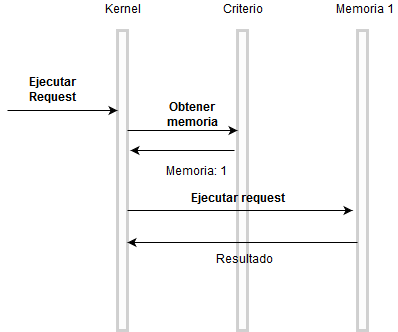 Kernel
Criterio
Memoria 1
Ejecutar
Request
Obtener
memoria
Memoria: 1
Ejecutar request
Resultado